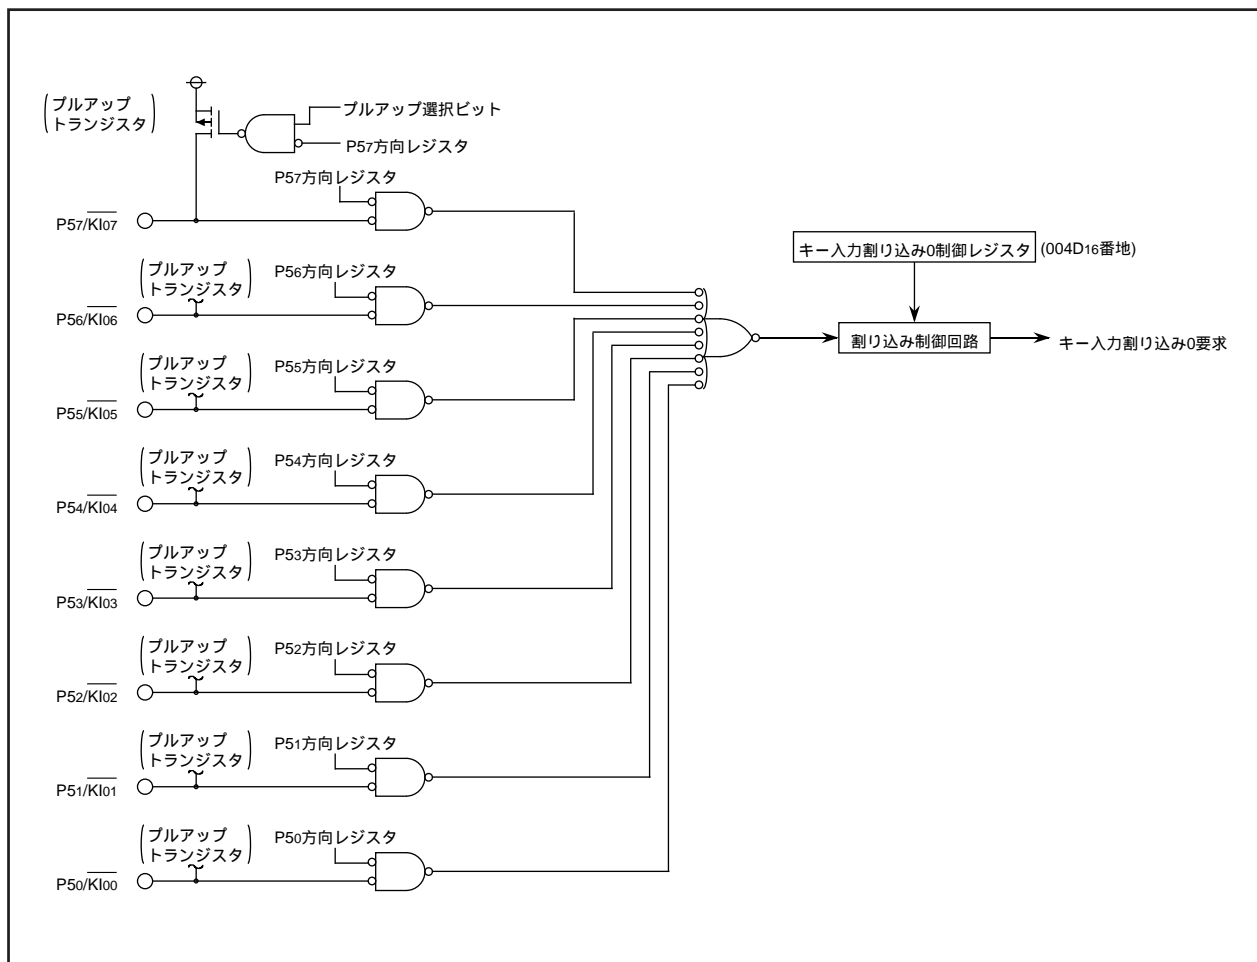 プルアップ
トランジスタ
プルアップ選択ビット
P57方向レジスタ
P57方向レジスタ
P57/KI07
プルアップ
トランジスタ
P56方向レジスタ
P56/KI06
プルアップ
トランジスタ
P55方向レジスタ
P55/KI05
プルアップ
トランジスタ
P54方向レジスタ
P54/KI04
プルアップ
トランジスタ
P53方向レジスタ
P53/KI03
プルアップ
トランジスタ
P52方向レジスタ
P52/KI02
プルアップ
トランジスタ
P51方向レジスタ
P51/KI01
プルアップ
トランジスタ
P50方向レジスタ
P50/KI00
キー入力割り込み0制御レジスタ (004D16番地)
割り込み制御回路
キー入力割り込み0要求